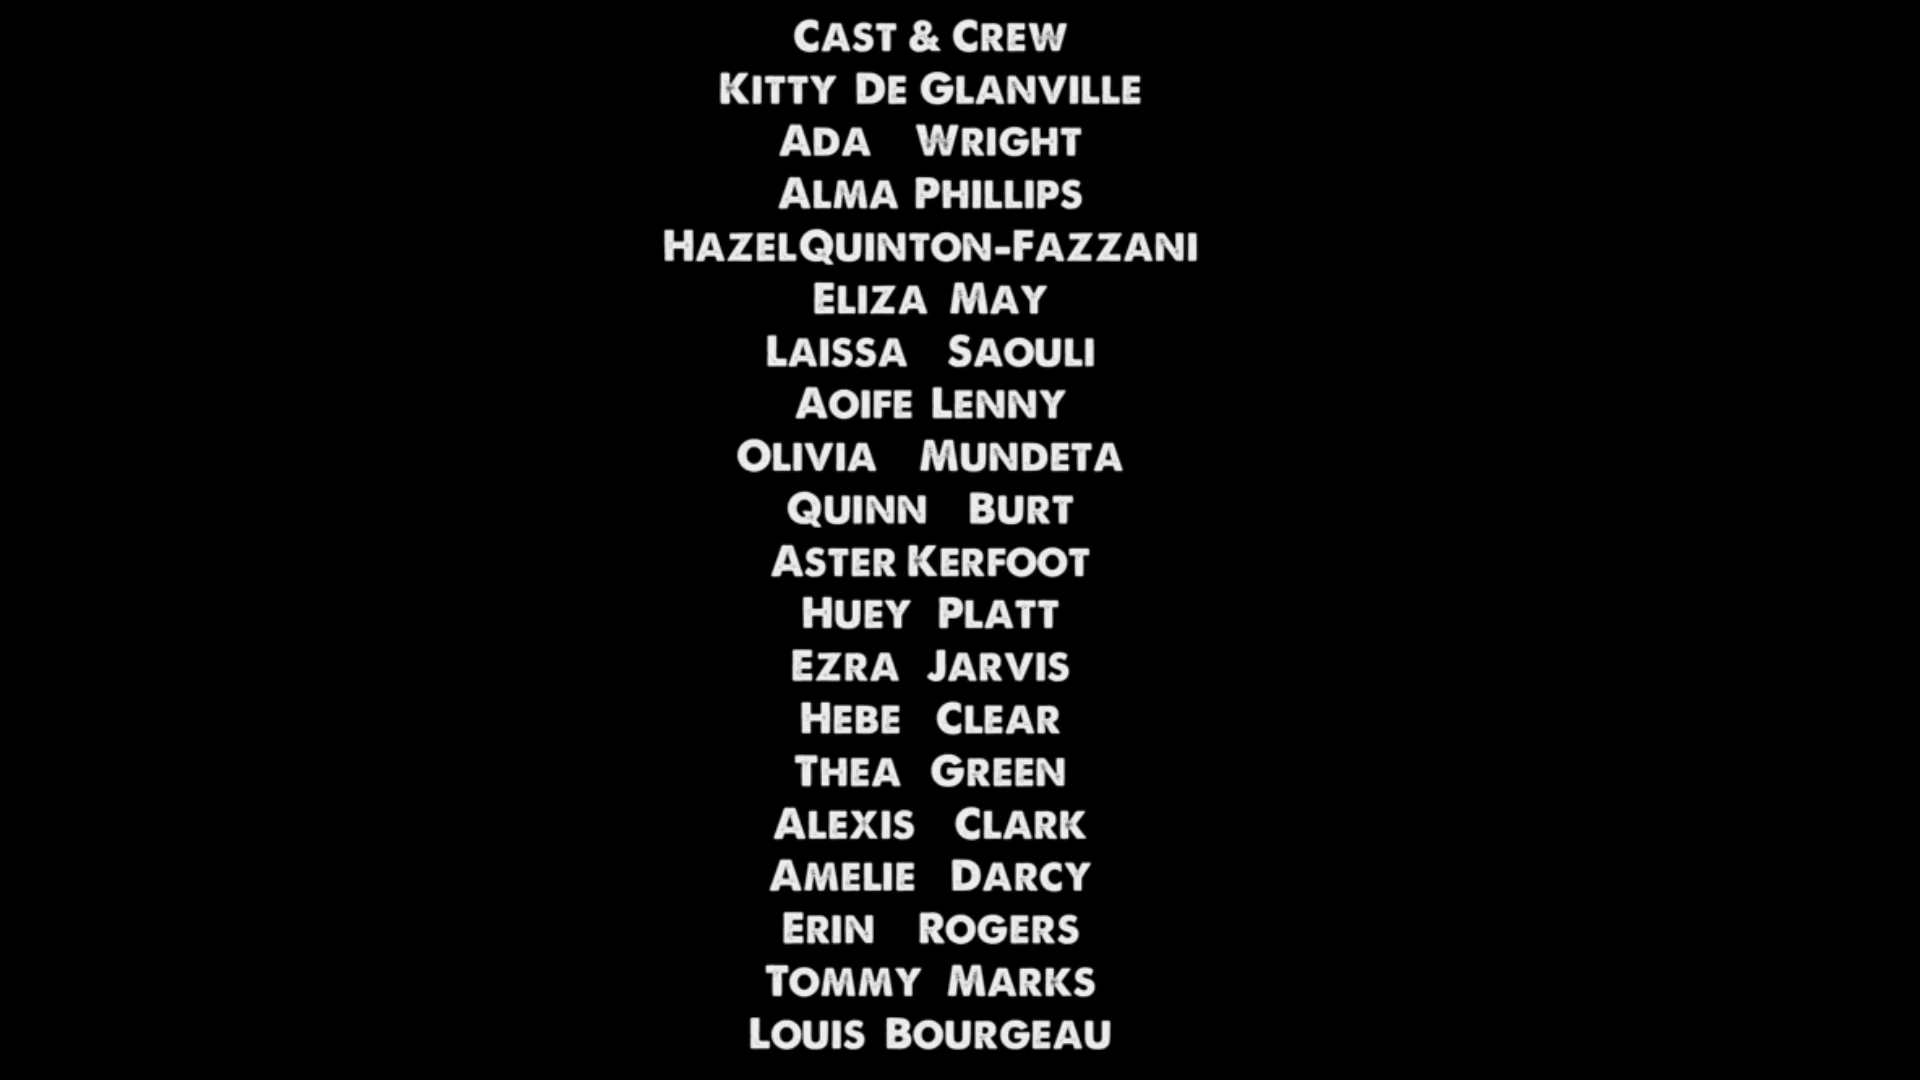 Cast & Crew
Kitty De Glanville
Ada Wright
Alma Phillips
HazelQuinton-Fazzani
Eliza May
Laissa Saouli
Aoife Lenny
Olivia Mundeta
Quinn Burt
Aster Kerfoot
Huey Platt
Ezra Jarvis
Hebe Clear
Thea Green
Alexis Clark
Amelie Darcy
Erin Rogers
Tommy Marks
Louis Bourgeau